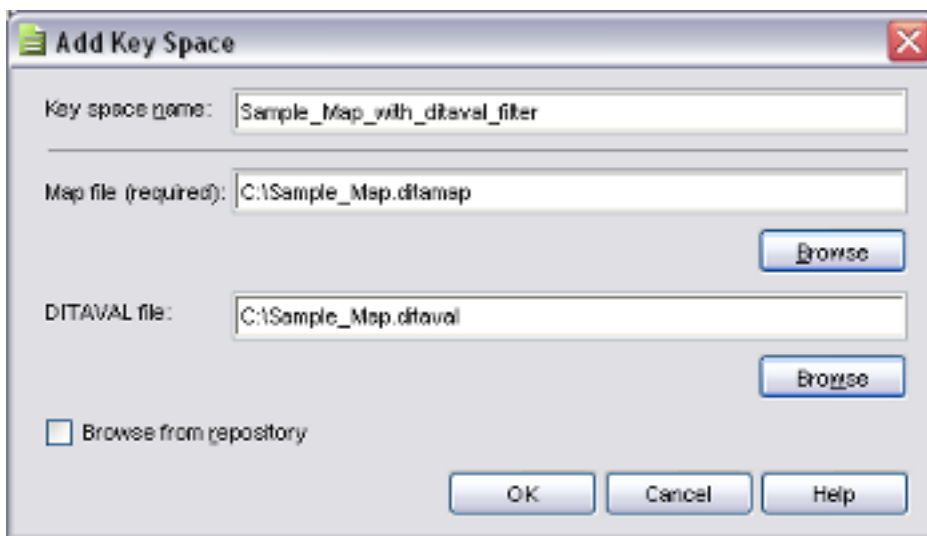 Add Key Space
Key space name: Sample_Map_with_ditaval_filter
Map file (required): C:\Sample_Map.ditamap
Browse
DITAVAL file: C:\Sample_Map.ditaval
Browse
Browse from repository
OK Cancel Help